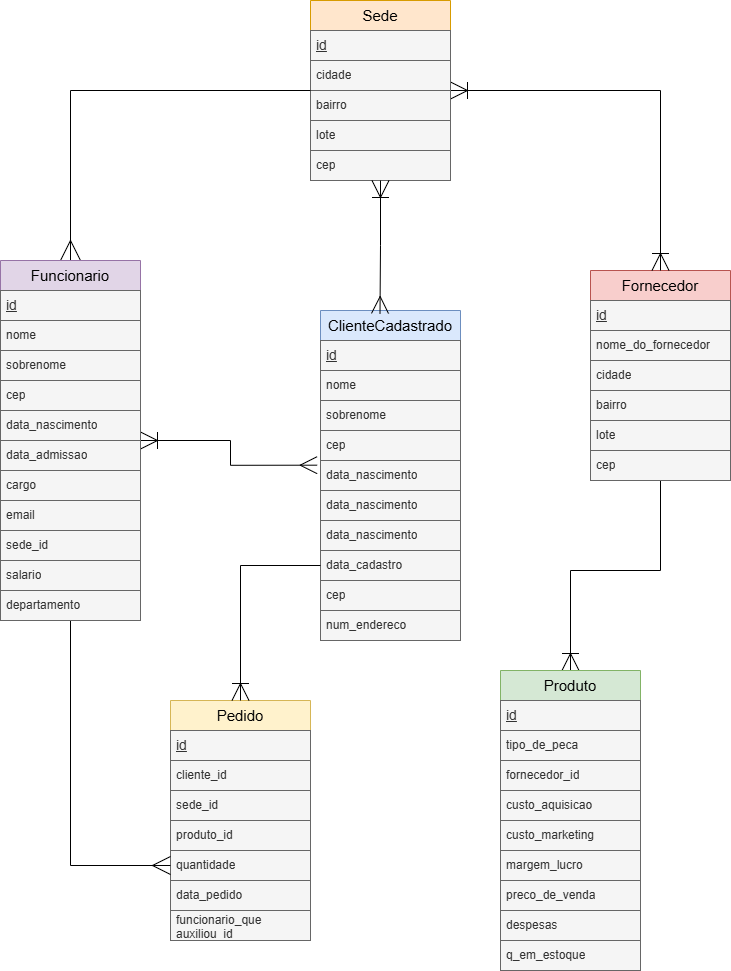 Sede
id
cidade
bairro
lote
cep
Funcionario
id
nome
sobrenome
cep
data_nascimento
data_admissao
cargo
email
sede_id
salario
departamento
ClienteCadastrado
id
nome
sobrenome
cep
data_nascimento
data_nascimento
data_nascimento
data_cadastro
cep
num_endereco
Fornecedor
id
nome_do_fornecedor
cidade
bairro
lote
cep
Pedido
id
cliente_id
sede_id
produto_id
quantidade
data_pedido
funcionario_que
auxiliou_id
Produto
id
tipo_de_peca
fornecedor_id
custo_aquisicao
custo_marketing
margem_lucro
preco_de_venda
despesas
q_em_estoque